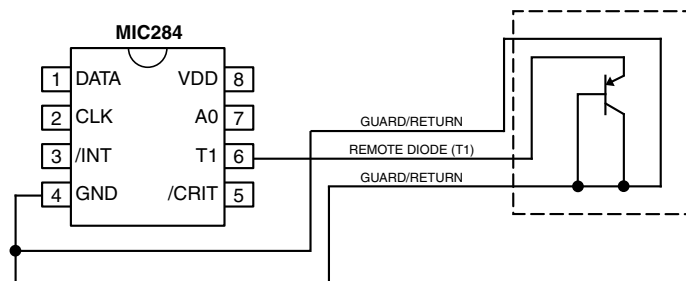 MIC284
1 DATA VDD 8
2 CLK A0 7
3 /INT T1 6
4 GND /CRIT 5
GUARD/RETURN
REMOTE DIODE (T1)
GUARD/RETURN